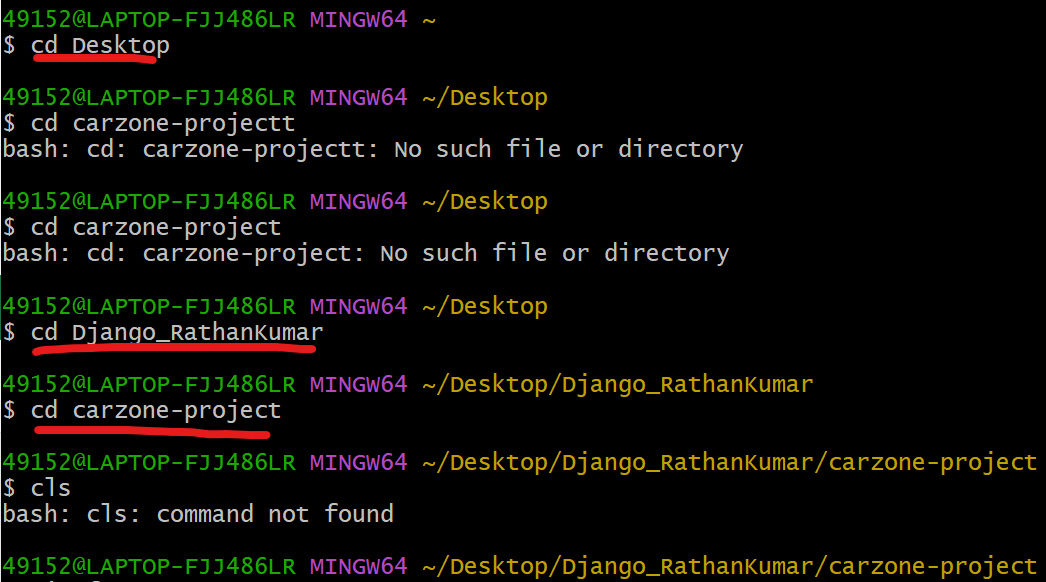 49152@LAPTOP-FJJ486LR MINGW64 ~
$ cd Desktop
49152@LAPTOP-FJJ486LR MINGW64 ~/Desktop
$ cd carzone-projectt
bash: cd: carzone-projectt: No such file or directory
49152@LAPTOP-FJJ486LR MINGW64 ~/Desktop
$ cd carzone-project
bash: cd: carzone-project: No such file or directory
49152@LAPTOP-FJJ486LR MINGW64 ~/Desktop
$ cd Django_RathanKumar
49152@LAPTOP-FJJ486LR MINGW64 ~/Desktop/Django_RathanKumar
$ cd carzone-project
49152@LAPTOP-FJJ486LR MINGW64 ~/Desktop/Django_RathanKumar/carzone-project
$ cls
bash: cls: command not found
49152@LAPTOP-FJJ486LR MINGW64 ~/Desktop/Django_RathanKumar/carzone-project